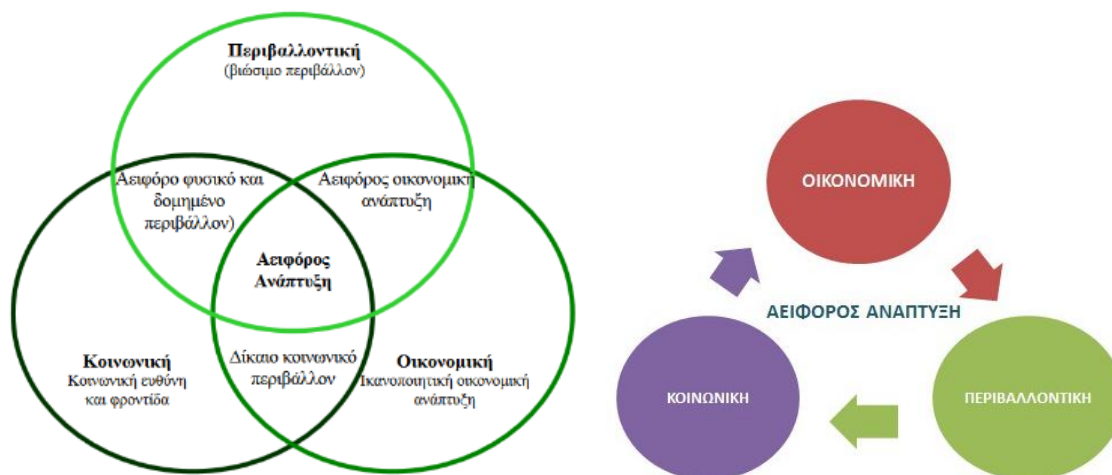 Περιβαλλοντική
(βιώσιμο περιβάλλον)
Αειφόρο φυσικό και
δομημένο
περιβάλλον)
Αειφόρος οικονομική
ανάπτυξη
Αειφόρος
Ανάπτυξη
Κοινωνική
Κοινωνική ευθύνη
και φροντίδα
Δίκαιο κοινωνικό
περιβάλλον
Οικονομική
Ικανοποιητική οικονομική
ανάπτυξη
ΟΙΚΟΝΟΜΙΚΗ
ΑΕΙΦΟΡΟΣ ΑΝΑΠΤΥΞΗ
ΚΟΙΝΩΝΙΚΗ
ΠΕΡΙΒΑΛΛΟΝΤΙΚΗ